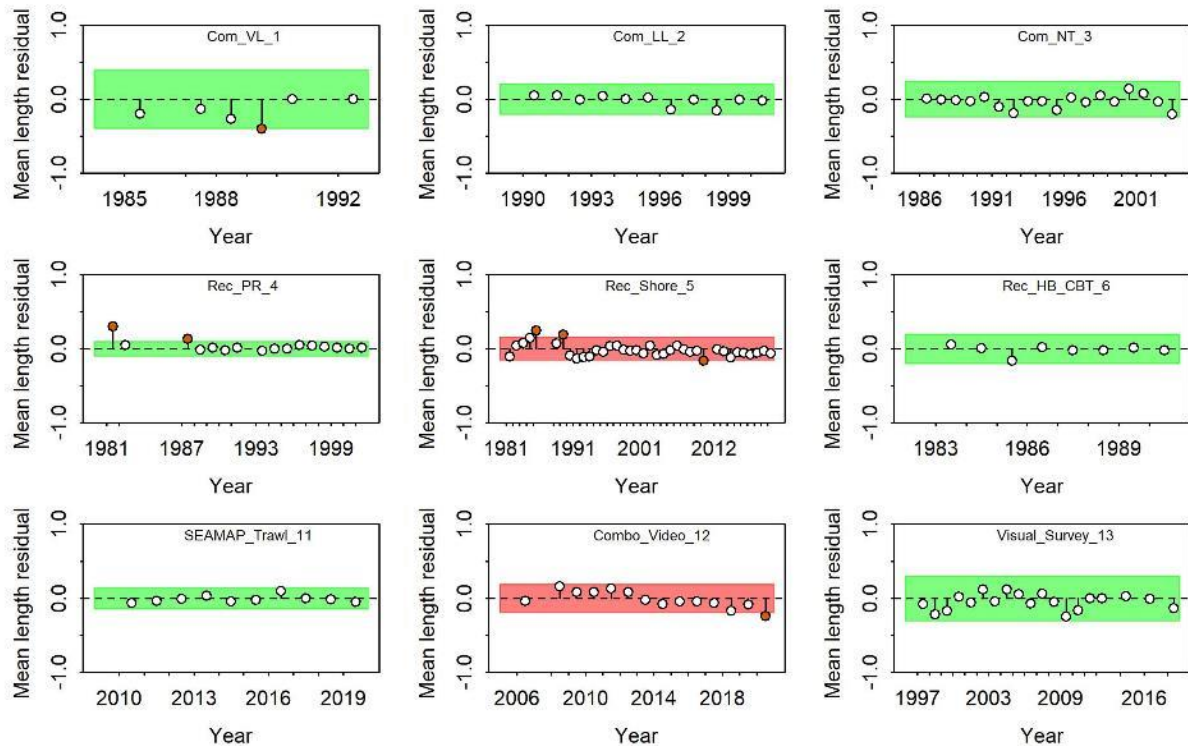 Com_VL_1
Mean length residual
1.0
0.0
-1.0
1985 1988 1992
Year
Com_LL_2
Mean length residual
1.0
0.0
-1.0
1990 1993 1996 1999
Year
Com_NT_3
Mean length residual
1.0
0.0
-1.0
1986 1991 1996 2001
Year
Rec_PR_4
Mean length residual
1.0
0.0
-1.0
1981 1987 1993 1999
Year
Rec_Shore_5
Mean length residual
1.0
0.0
-1.0
1981 1991 2001 2012
Year
Rec_HB_CBT_6
Mean length residual
1.0
0.0
-1.0
1983 1986 1989
Year
SEAMAP_Trawl_11
Mean length residual
1.0
0.0
-1.0
2010 2013 2016 2019
Year
Combo_Video_12
Mean length residual
1.0
0.0
-1.0
2006 2010 2014 2018
Year
Visual_Survey_13
Mean length residual
1.0
0.0
-1.0
1997 2003 2009 2016
Year